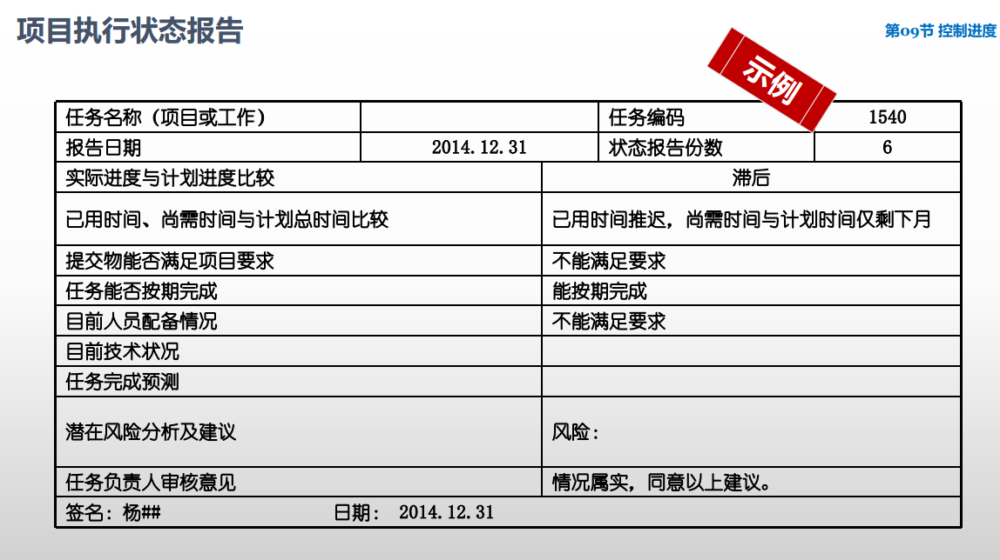 项目执行状态报告
第09节 控制进度
示例
任务名称（项目或工作） 任务编码 1540
报告日期 2014.12.31 状态报告份数 6
实际进度与计划进度比较 滞后
已用时间、尚需时间与计划总时间比较 已用时间推迟，尚需时间与计划时间仅剩下月
提交物能否满足项目要求 不能满足要求
任务能否按期完成 能按期完成
目前人员配备情况 不能满足要求
目前技术状况
任务完成预测
潜在风险分析及建议 风险：
任务负责人审核意见 情况属实，同意以上建议。
签名：杨## 日期： 2014.12.31